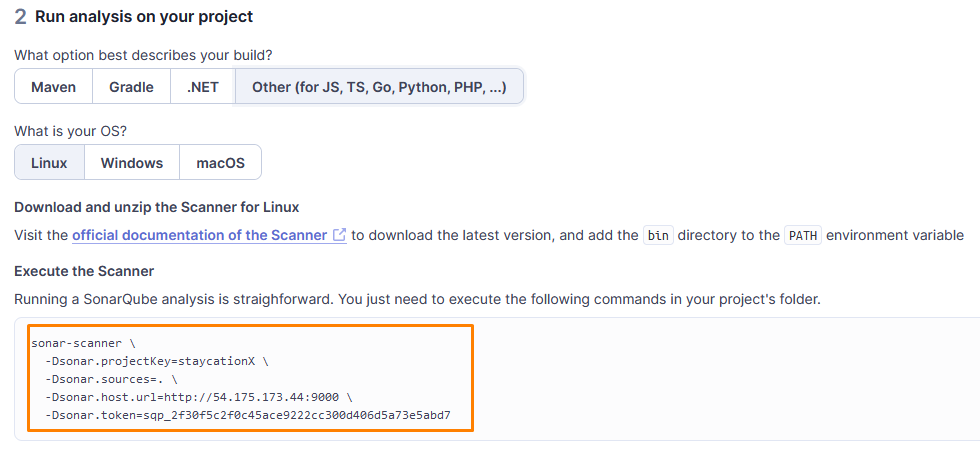 2 Run analysis on your project
What option best describes your build?
Maven Gradle .NET Other (for JS, TS, Go, Python, PHP, ...)
What is your OS?
Linux Windows macOS
Download and unzip the Scanner for Linux
Visit the official documentation of the Scanner to download the latest version, and add the bin directory to the PATH environment variable
Execute the Scanner
Running a SonarQube analysis is straighforward. You just need to execute the following commands in your project's folder.
sonar-scanner \
-Dsonar.projectKey=staycationX \
-Dsonar.sources=. \
-Dsonar.host.url=http://54.175.173.44:9000 \
-Dsonar.token=sqp_2f30f5c2f0c45ace9222cc300d406d5a73e5abd7